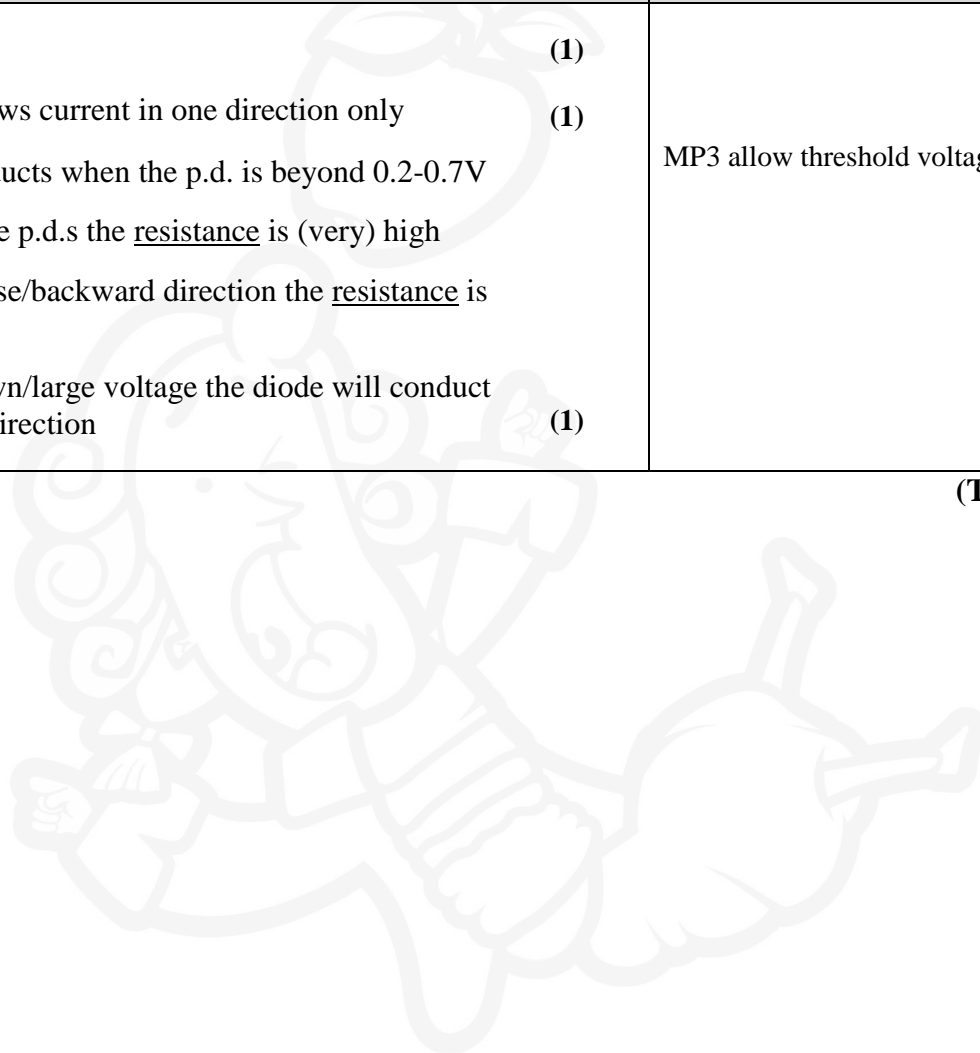 (1)
ws current in one direction only (1)
ucts when the p.d. is beyond 0.2-0.7V
MP3 allow threshold voltag
e p.d.s the resistance is (very) high
se/backward direction the resistance is
vn/large voltage the diode will conduct
irection (1)
(T